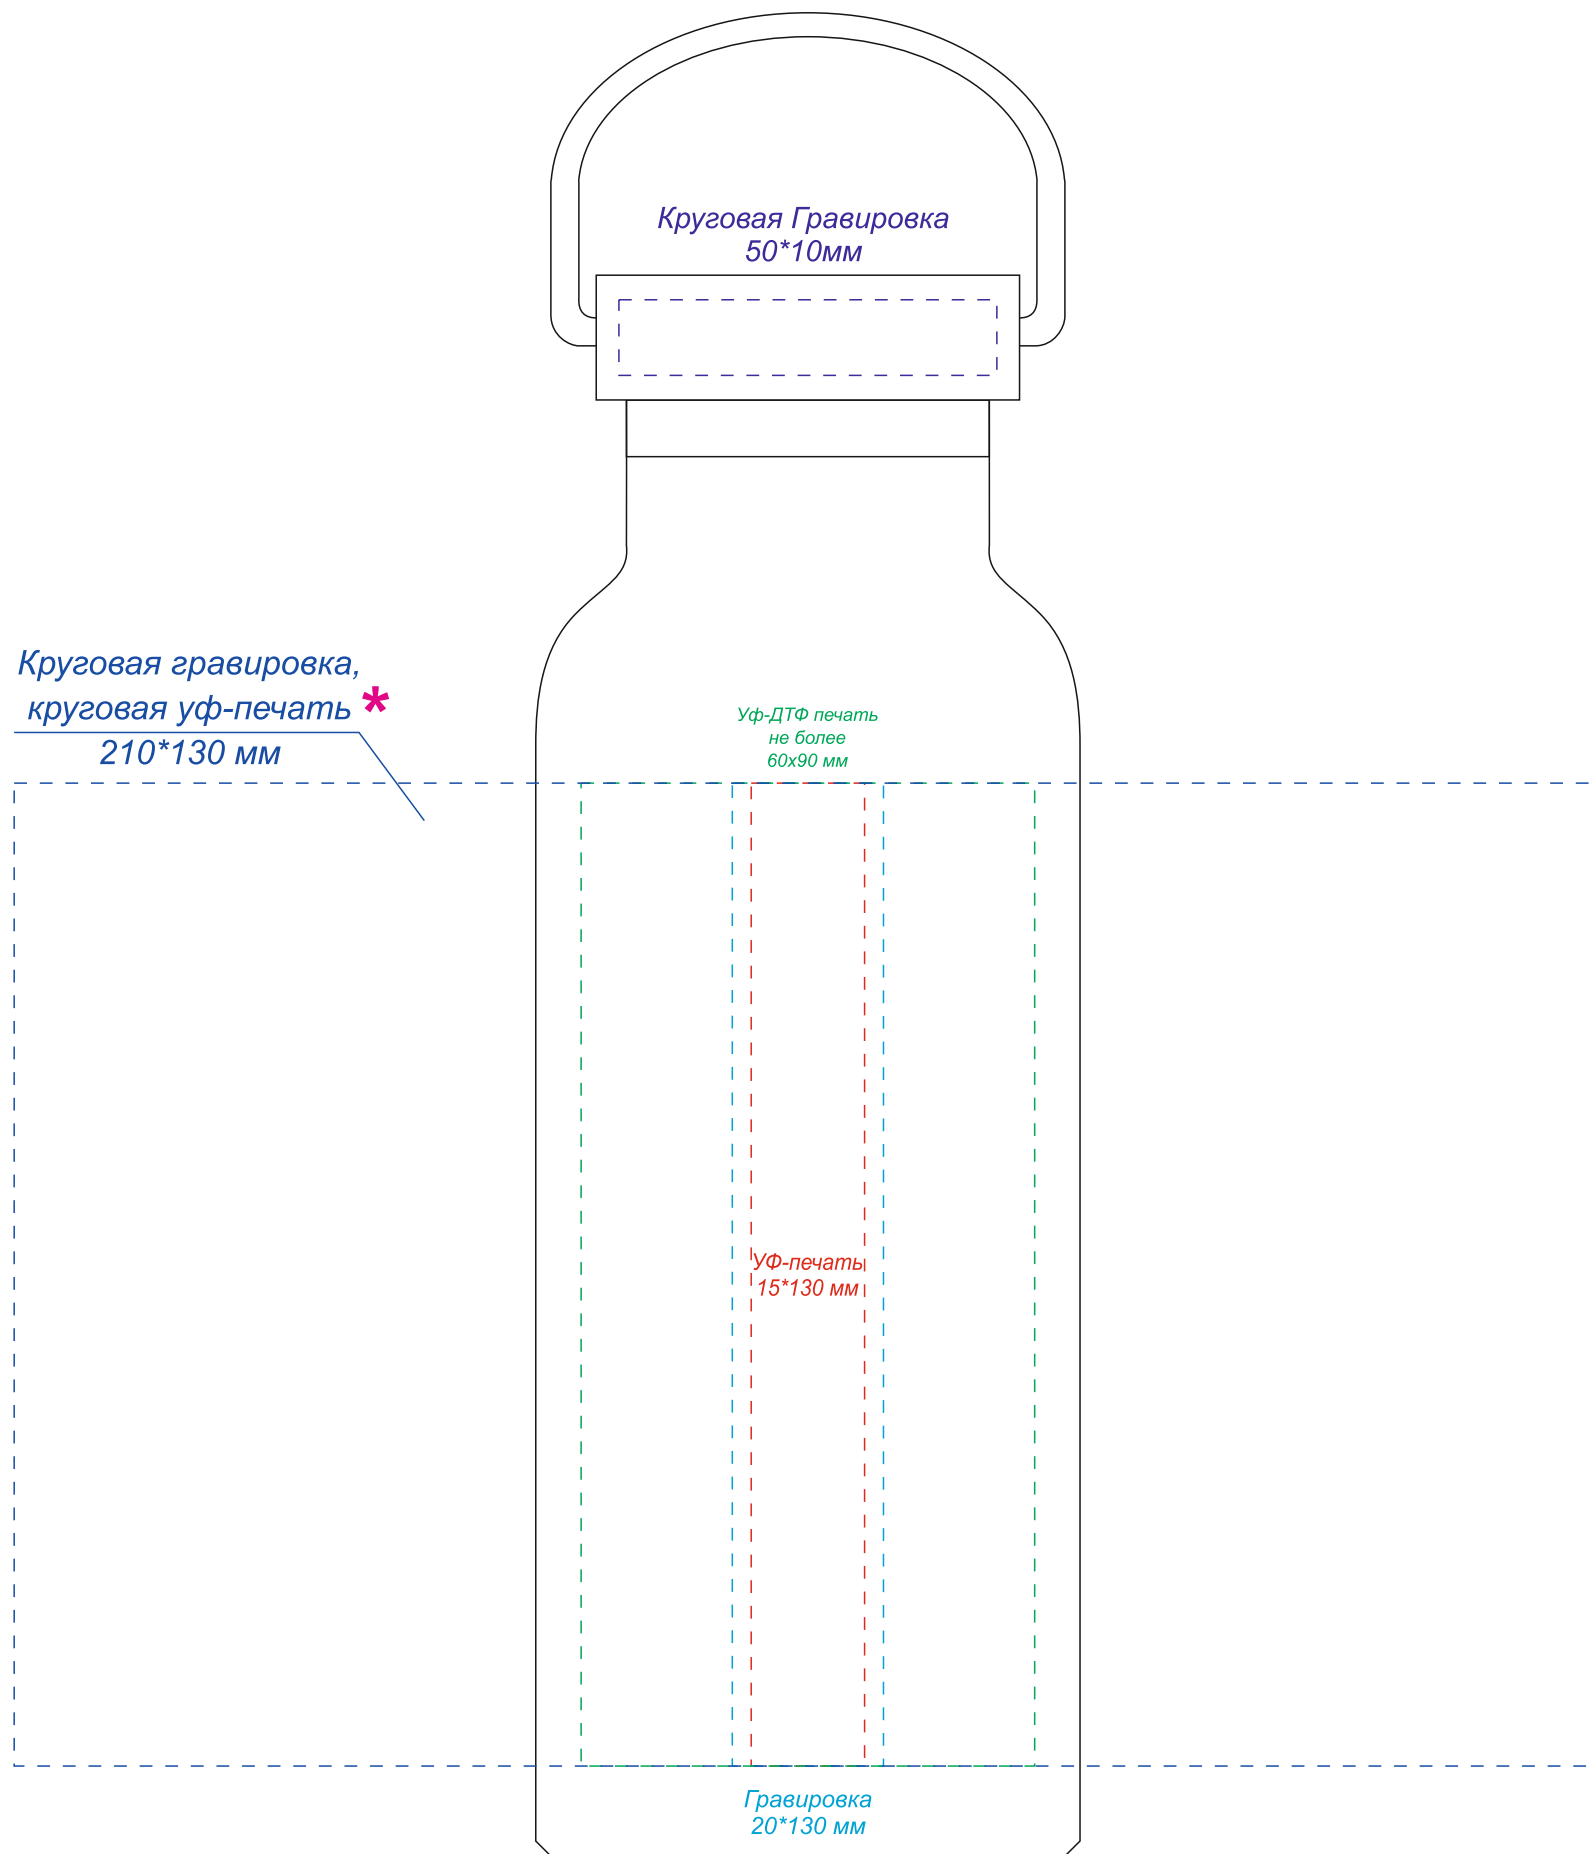 Круговая Гравировка
50*10мм
Круговая гравировка,
круговая уф-печать *
210*130 мм
Уф-ДТФ печать
не более
60х90 мм
УФ-печать
15*130 мм
Гравировка
20*130 мм